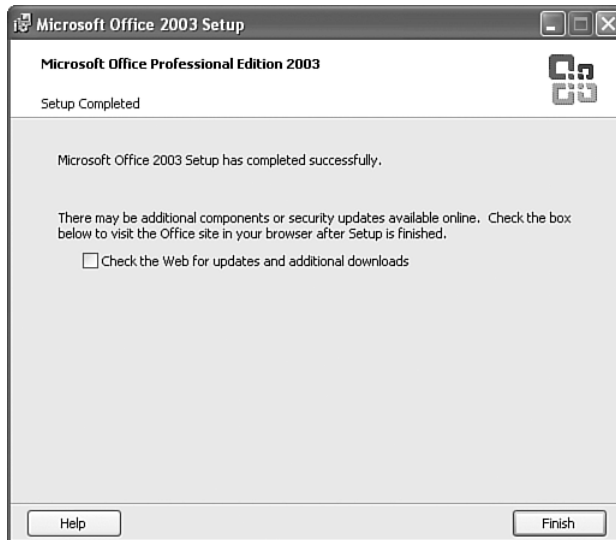 Microsoft Office 2003 Setup
Microsoft Office Professional Edition 2003
Setup Completed
Microsoft Office 2003 Setup has completed successfully.
There may be additional components or security updates available online. Check the box
below to visit the Office site in your browser after Setup is finished.
Check the Web for updates and additional downloads
Help
Finish